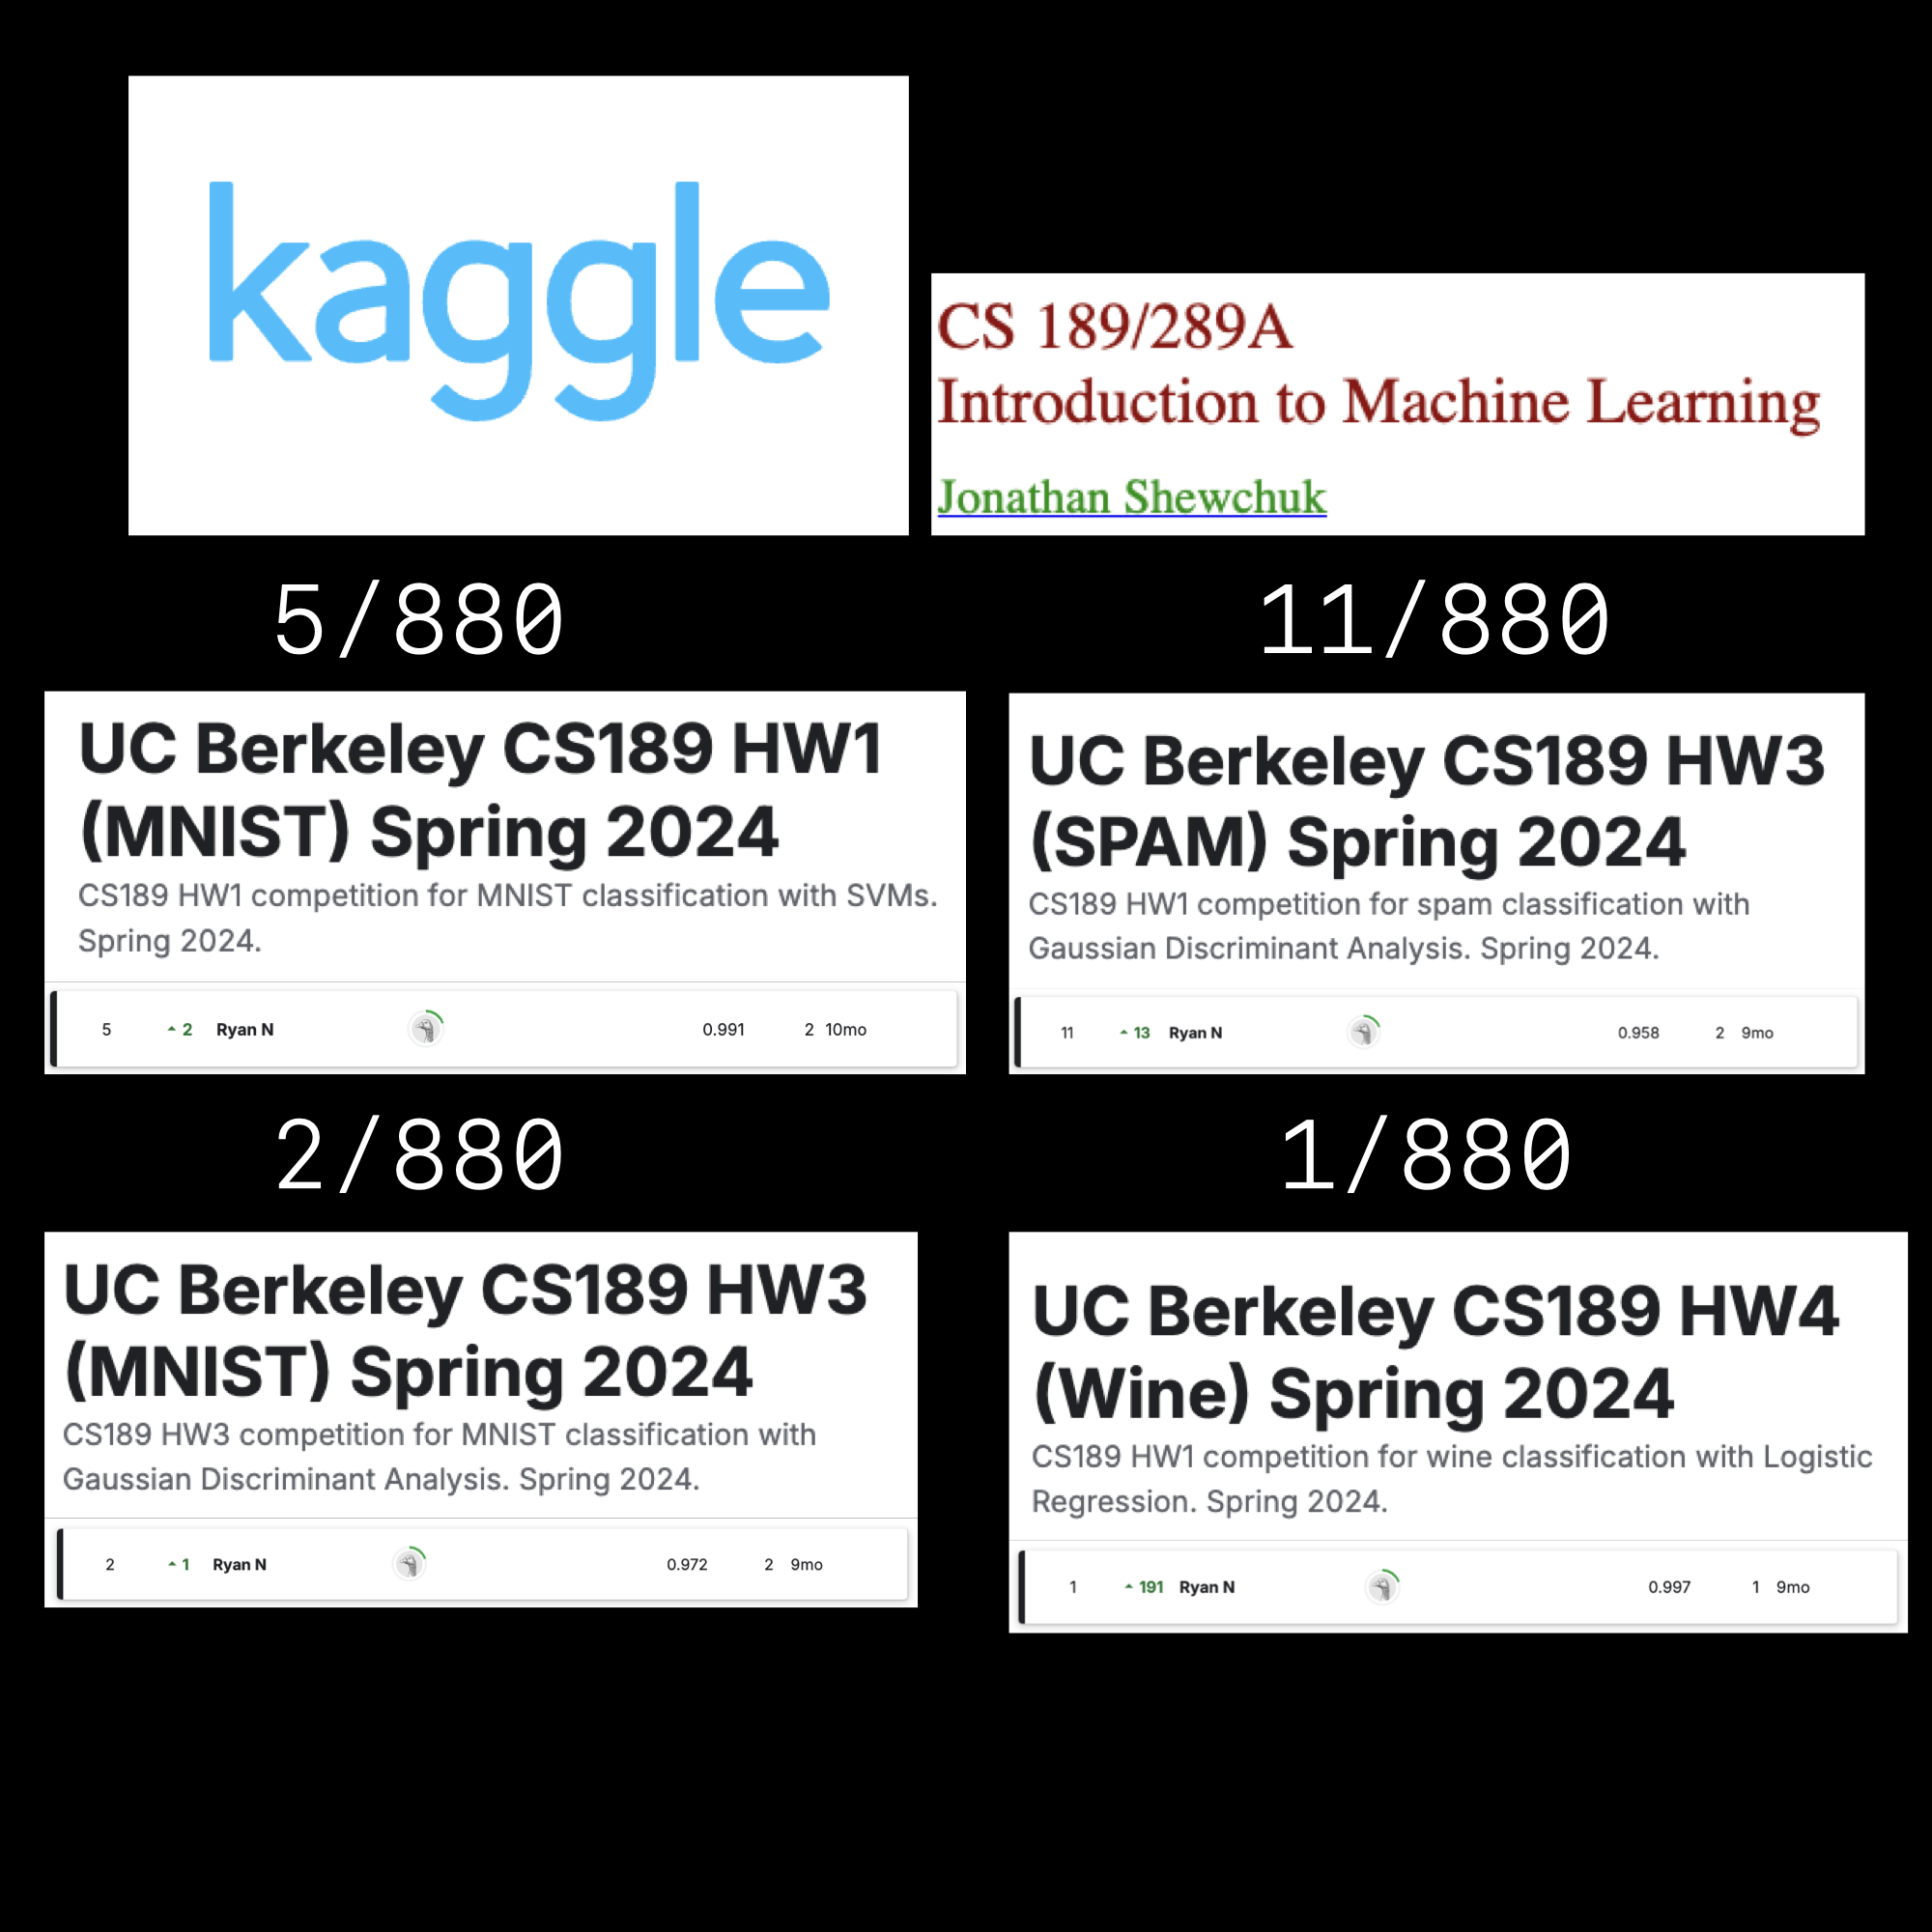 kaggle
CS 189/289A
Introduction to Machine Learning
Jonathan Shewchuk
5/880
UC Berkeley CS189 HW1
(MNIST) Spring 2024
CS189 HW1 competition for MNIST classification with SVMs.
Spring 2024.
5 2 Ryan N 0.991 2 10mo
11/880
UC Berkeley CS189 HW3
(SPAM) Spring 2024
CS189 HW1 competition for spam classification with
Gaussian Discriminant Analysis. Spring 2024.
11 13 Ryan N 0.958 2 9mo
2/880
UC Berkeley CS189 HW3
(MNIST) Spring 2024
CS189 HW3 competition for MNIST classification with
Gaussian Discriminant Analysis. Spring 2024.
2 1 Ryan N 0.972 2 9mo
1/880
UC Berkeley CS189 HW4
(Wine) Spring 2024
CS189 HW1 competition for wine classification with Logistic
Regression. Spring 2024.
1 191 Ryan N 0.997 1 9mo